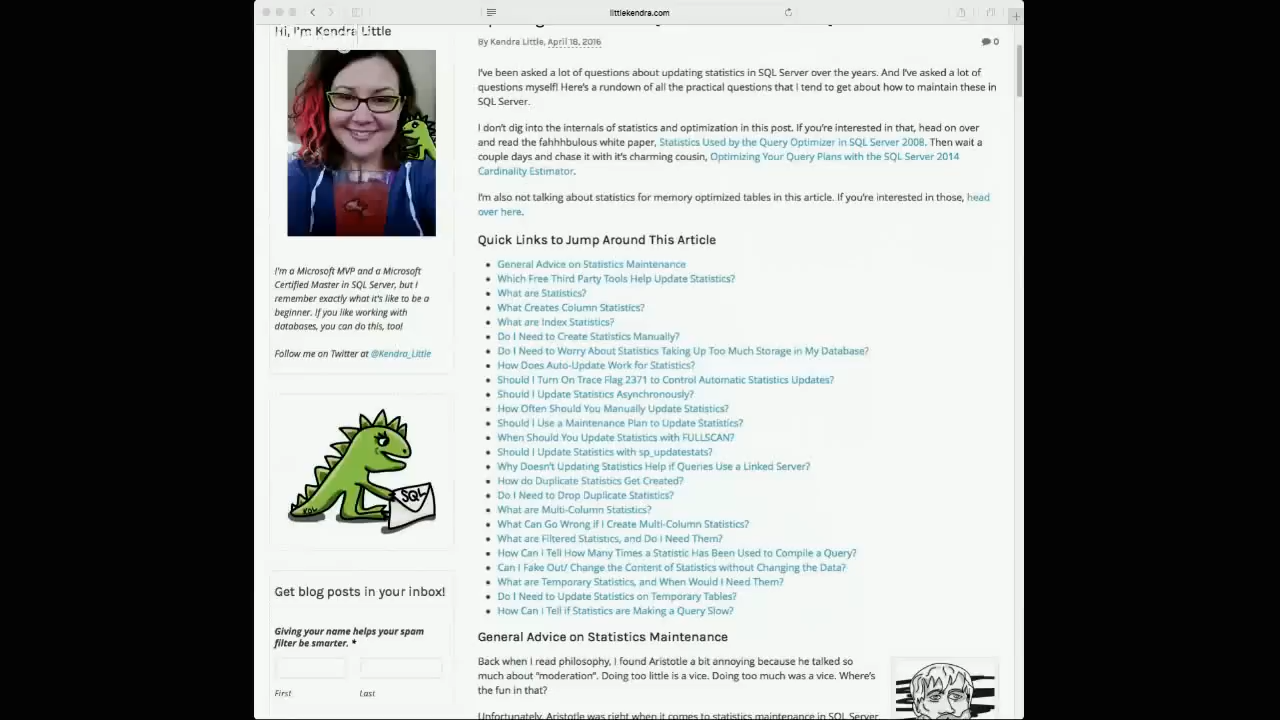 littlekendra.com
Hi, I'm Kendra Little
I'm a Microsoft MVP and a Microsoft
Certified Master in SQL Server, but I
remember exactly what it's like to be a
beginner. If you like working with
databases, you can do this, too!
Follow me on Twitter at @Kendra_Little
SQL
Get blog posts in your inbox!
Giving your name helps your spam
filter be smarter. *
First Last
By Kendra Little, April 18, 2016
0
I've been asked a lot of questions about updating statistics in SQL Server over the years. And I've asked a lot of
questions myself! Here's a rundown of all the practical questions that I tend to get about how to maintain these in
SQL Server.
I don't dig into the internals of statistics and optimization in this post. If you're interested in that, head on over
and read the fahhhbulous white paper, Statistics Used by the Query Optimizer in SQL Server 2008. Then wait a
couple days and chase it with it's charming cousin, Optimizing Your Query Plans with the SQL Server 2014
Cardinality Estimator.
I'm also not talking about statistics for memory optimized tables in this article. If you're interested in those, head
over here.
Quick Links to Jump Around This Article
General Advice on Statistics Maintenance
Which Free Third Party Tools Help Update Statistics?
What are Statistics?
What Creates Column Statistics?
What are Index Statistics?
Do I Need to Create Statistics Manually?
Do I Need to Worry About Statistics Taking Up Too Much Storage in My Database?
How Does Auto-Update Work for Statistics?
Should I Turn On Trace Flag 2371 to Control Automatic Statistics Updates?
Should I Update Statistics Asynchronously?
How Often Should You Manually Update Statistics?
Should I Use a Maintenance Plan to Update Statistics?
When Should You Update Statistics with FULLSCAN?
Should I Update Statistics with sp_updatestats?
Why Doesn't Updating Statistics Help if Queries Use a Linked Server?
How do Duplicate Statistics Get Created?
Do I Need to Drop Duplicate Statistics?
What are Multi-Column Statistics?
What Can Go Wrong if I Create Multi-Column Statistics?
What are Filtered Statistics, and Do I Need Them?
How Can I Tell How Many Times a Statistic Has Been Used to Compile a Query?
Can I Fake Out/ Change the Content of Statistics without Changing the Data?
What are Temporary Statistics, and When Would I Need Them?
Do I Need to Update Statistics on Temporary Tables?
How Can I Tell if Statistics are Making a Query Slow?
General Advice on Statistics Maintenance
Back when I read philosophy, I found Aristotle a bit annoying because he talked so
much about "moderation". Doing too little is a vice. Doing too much was a vice. Where's
the fun in that?
Unfortunately, Aristotle was right when it comes to statistics maintenance in SQL Server.